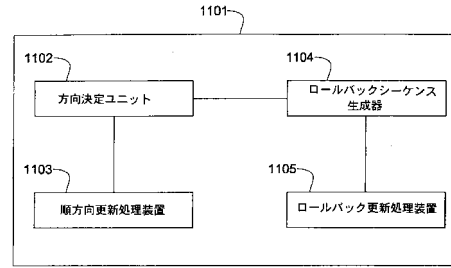 1101
1102
方向決定ユニット
1104
ロールバックシーケンス
生成器
1103
順方向更新処理装置
1105
ロールバック更新処理装置